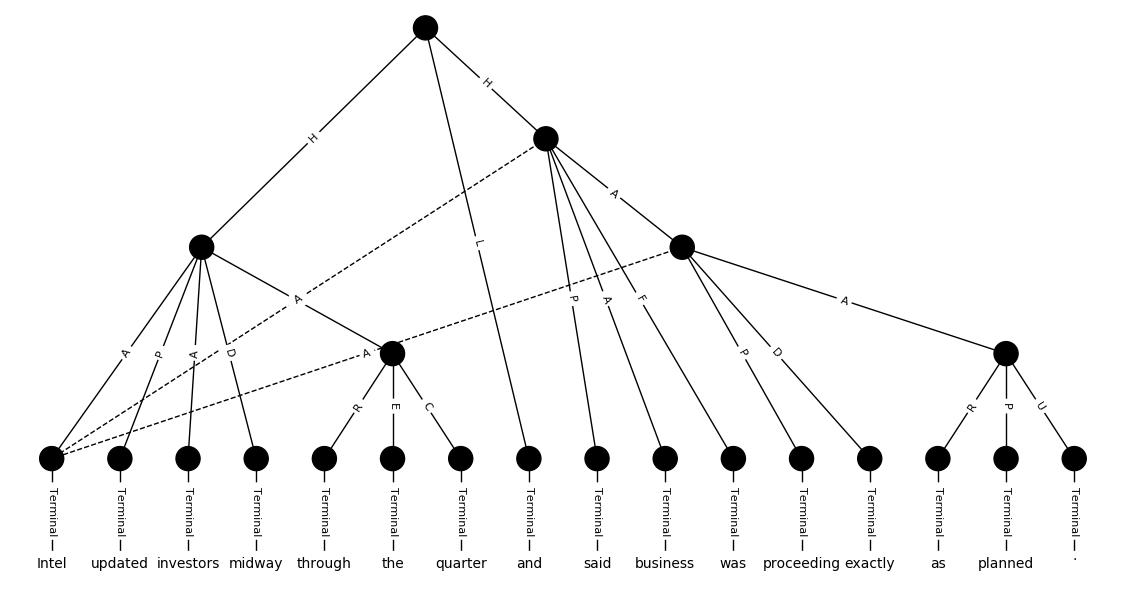 H
H
A
L
A
P
A
D
A
A
P
A
F
A
P
D
R
E
C
R
P
U
Terminal Terminal Terminal Terminal Terminal Terminal Terminal Terminal Terminal Terminal Terminal Terminal Terminal Terminal Terminal Terminal
Intel updated investors midway through the quarter and said business was proceeding exactly as planned .